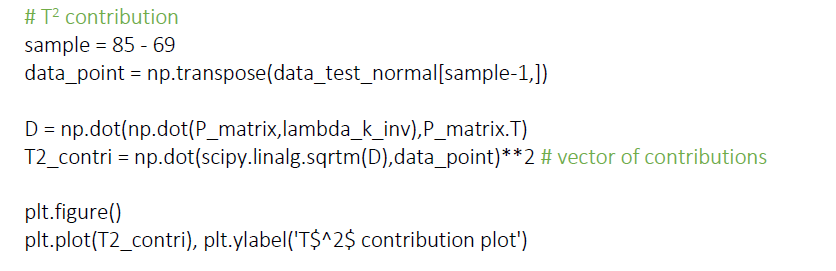 # T² contribution
sample = 85 - 69
data_point = np.transpose(data_test_normal[sample-1,])
D = np.dot(np.dot(P_matrix,lambda_k_inv),P_matrix.T)
T2_contri = np.dot(scipy.linalg.sqrtm(D),data_point)**2 # vector of contributions
plt.figure()
plt.plot(T2_contri), plt.ylabel('T$^2$ contribution plot')